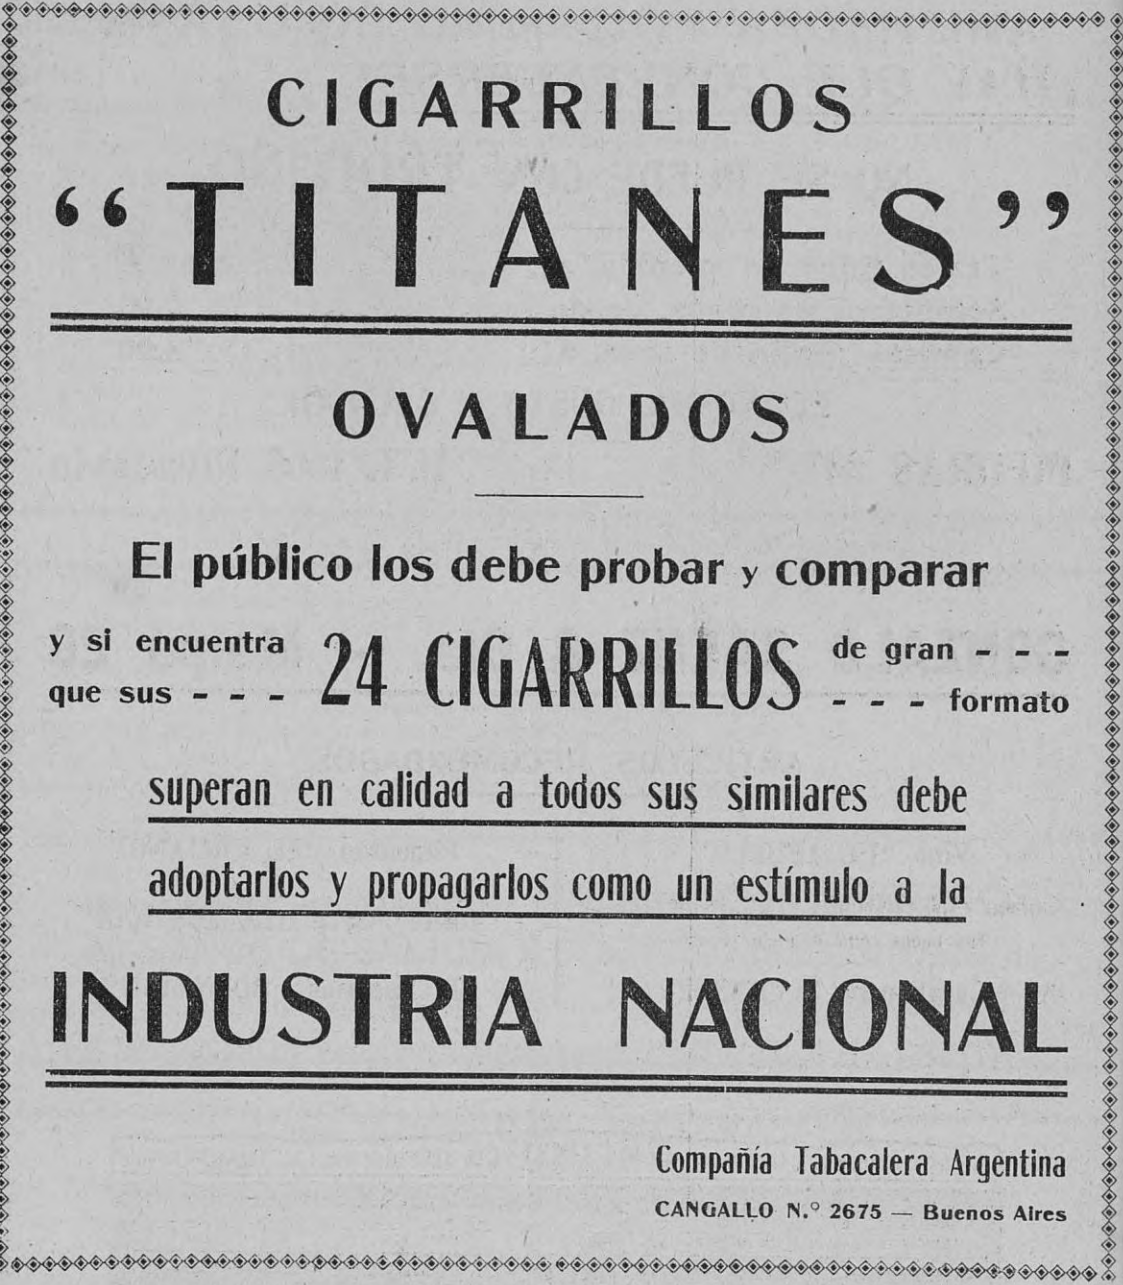 CIGARRILLOS
“TITANES”
OVALADOS
El público los debe probar y comparar
y si encuentra
que sus - - -
24 CIGARRILLOS
de gran - - -
- - - formato
superan en calidad a todos sus similares debe
adoptarlos y propagarlos como un estímulo a la
INDUSTRIA NACIONAL
Compañía Tabacalera Argentina
CANGALLO N.º 2675 — Buenos Aires